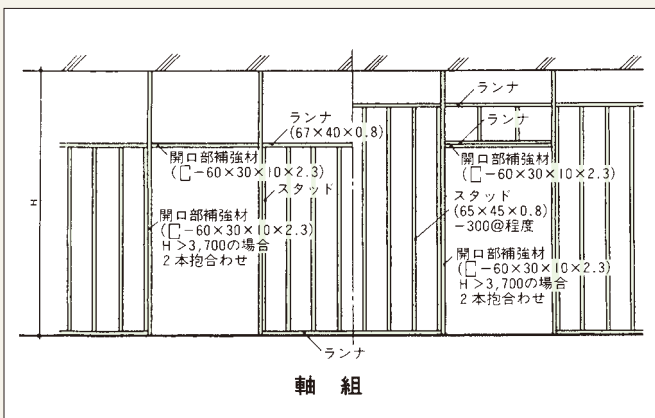 ランナ
ランナ
(67×40×0.8)
ランナ
開口部補強材
(⼕−60×30×10×2.3)
スタッド
開口部補強材
(⼕−60×30×10×2.3)
H>3,700の場合
2本抱合わせ
開口部補強材
(⼕−60×30×10×2.3)
スタッド
(65×45×0.8)
−300@程度
開口部補強材
(⼕−60×30×10×2.3)
H>3,700の場合
2本抱合わせ
H
ランナ
軸組